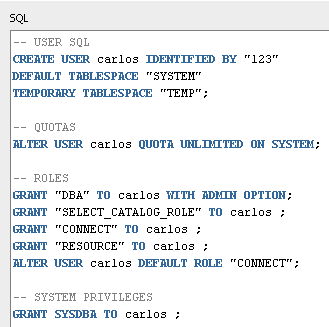 SQL
-- USER SQL
CREATE USER carlos IDENTIFIED BY "123"
DEFAULT TABLESPACE "SYSTEM"
TEMPORARY TABLESPACE "TEMP";
-- QUOTAS
ALTER USER carlos QUOTA UNLIMITED ON SYSTEM;
-- ROLES
GRANT "DBA" TO carlos WITH ADMIN OPTION;
GRANT "SELECT_CATALOG_ROLE" TO carlos ;
GRANT "CONNECT" TO carlos ;
GRANT "RESOURCE" TO carlos ;
ALTER USER carlos DEFAULT ROLE "CONNECT";
-- SYSTEM PRIVILEGES
GRANT SYSDBA TO carlos ;